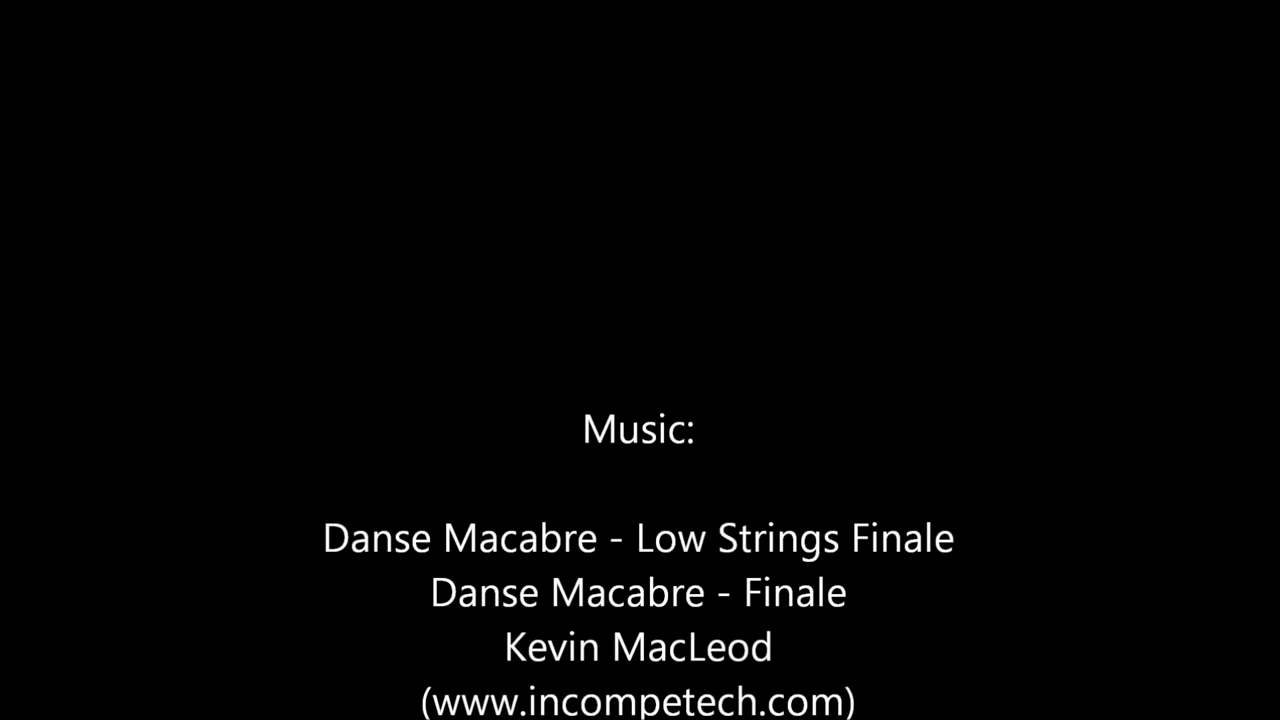 Music:
Danse Macabre - Low Strings Finale
Danse Macabre - Finale
Kevin MacLeod
(www.incompetech.com)